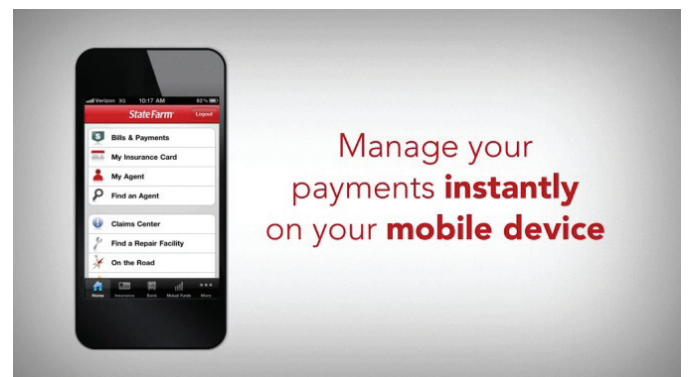 Verizon 3G 10:17 AM 82%
State Farm Logout
Bills & Payments
My Insurance Card
My Agent
Find an Agent
Claims Center
Find a Repair Facility
On the Road
Home Insurance Bank Mutual Funds More
Manage your
payments instantly
on your mobile device